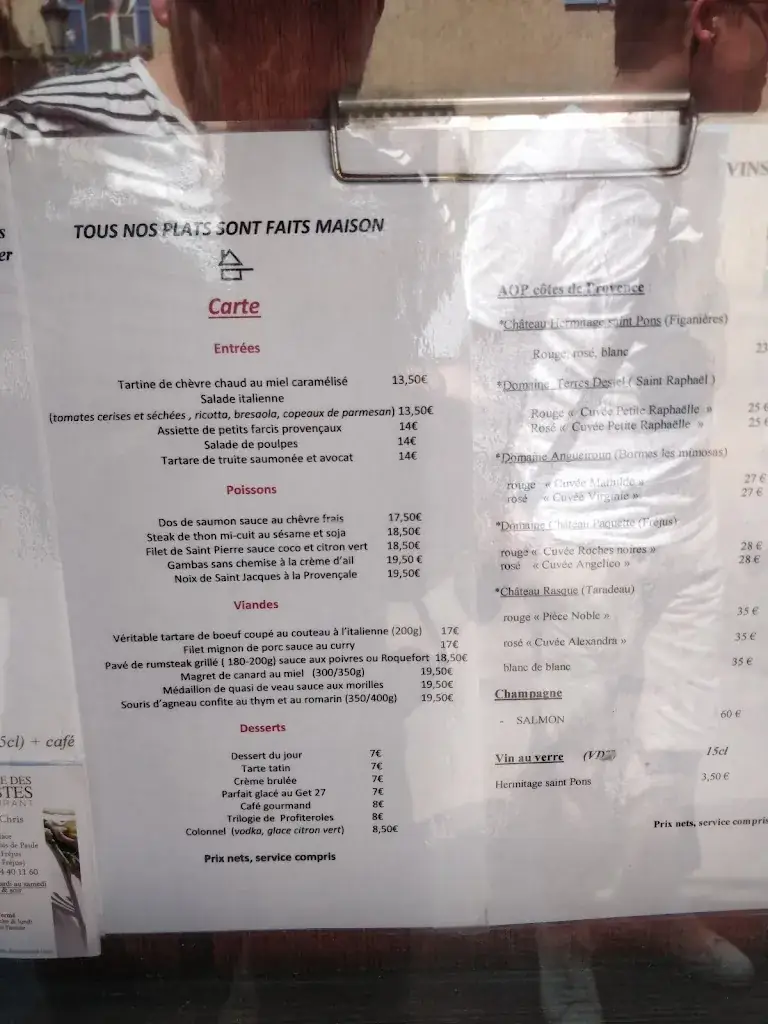 TOUS NOS PLATS SONT FAITS MAISON
Carte
Entrées
Tartine de chèvre chaud au miel caramélisé 13,50€
Salade italienne
(tomates cerises et séchées , ricotta, bresaola, copeaux de parmesan) 13,50€
Assiette de petits farcis provençaux 14€
Salade de poulpes 14€
Tartare de truite saumonée et avocat 14€
Poissons
Dos de saumon sauce au chèvre frais 17,50€
Steak de thon mi-cuit au sésame et soja 18,50€
Filet de Saint Pierre sauce coco et citron vert 18,50€
Gambas sans chemise à la crème d'ail 19,50 €
Noix de Saint Jacques à la Provençale 19,50€
Viandes
Véritable tartare de boeuf coupé au couteau à l'italienne (200g) 17€
Filet mignon de porc sauce au curry 17€
Pavé de rumsteak grillé ( 180-200g) sauce aux poivres ou Roquefort 18,50€
Magret de canard au miel (300/350g) 19,50€
Médaillon de quasi de veau sauce aux morilles 19,50€
Souris d'agneau confite au thym et au romarin (350/400g) 19,50€
Desserts
Dessert du jour 7€
Tarte tatin 7€
Crème brulée 7€
Parfait glacé au Get 27 7€
Café gourmand 8€
Trilogie de Profiteroles 8€
Colonnel (vodka, glace citron vert) 8,50€
Prix nets, service compris
VINS
AOP côtes de Provence
*Château Hermitage saint Pons (Figanières)
Rouge, rosé, blanc 23
*Domaine Terres Destel ( Saint Raphaël )
Rouge « Cuvée Petite Raphaëlle » 25 €
Rosé « Cuvée Petite Raphaëlle » 25 €
*Domaine Angueiroun (Bormes les mimosas)
rouge « Cuvée Mathilde » 27 €
rosé « Cuvée Virginie » 27 €
*Domaine Château Paquette (Fréjus)
rouge « Cuvée Roches noires » 28 €
rosé « Cuvée Angelico » 28 €
*Château Rasque (Taradeau)
rouge « Pièce Noble » 35 €
rosé « Cuvée Alexandra » 35 €
blanc de blanc 35 €
Champagne
- SALMON 60 €
Vin au verre 15cl
Hermitage saint Pons 3,50 €
Prix nets, service compris
5cl) + café
E DES
TES
Chris
de Paule
Fréjus
Fréjus)
40 11 60